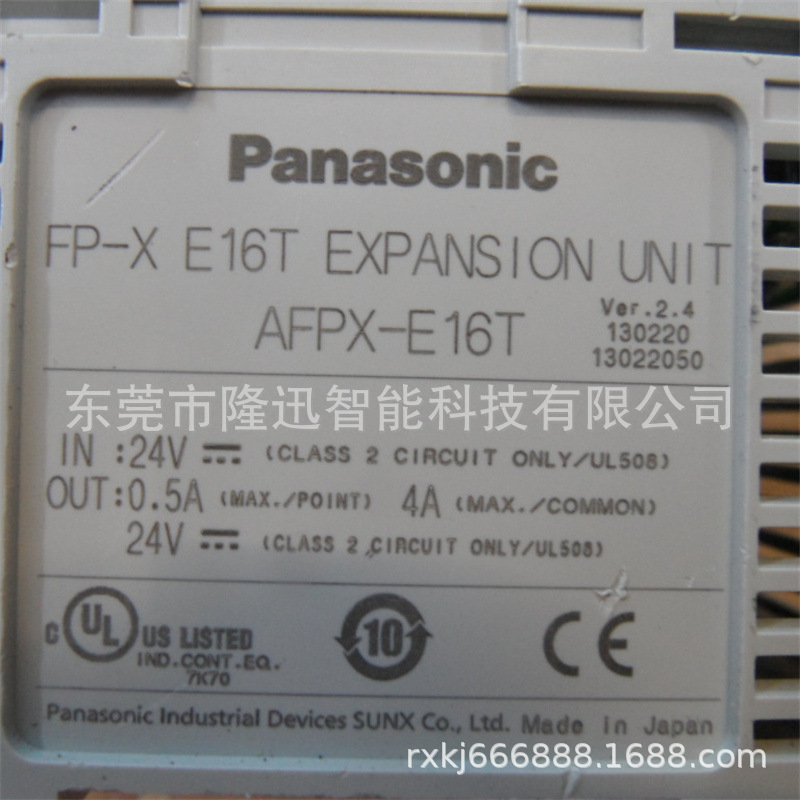 Panasonic
FP-X E16T EXPANSION UNIT
AFPX-E16T
Ver.2.4
130220
13022050
东莞市隆迅智能科技有限公司
IN :24V ⎓ (CLASS 2 CIRCUIT ONLY/UL508)
OUT:0.5A (MAX./POINT) 4A (MAX./COMMON)
24V ⎓ (CLASS 2 CIRCUIT ONLY/UL508)
c UL US LISTED
IND.CONT.EQ.
7K70
10
CE
Panasonic Industrial Devices SUNX Co., Ltd. Made In Japan
rxkj666888.1688.com